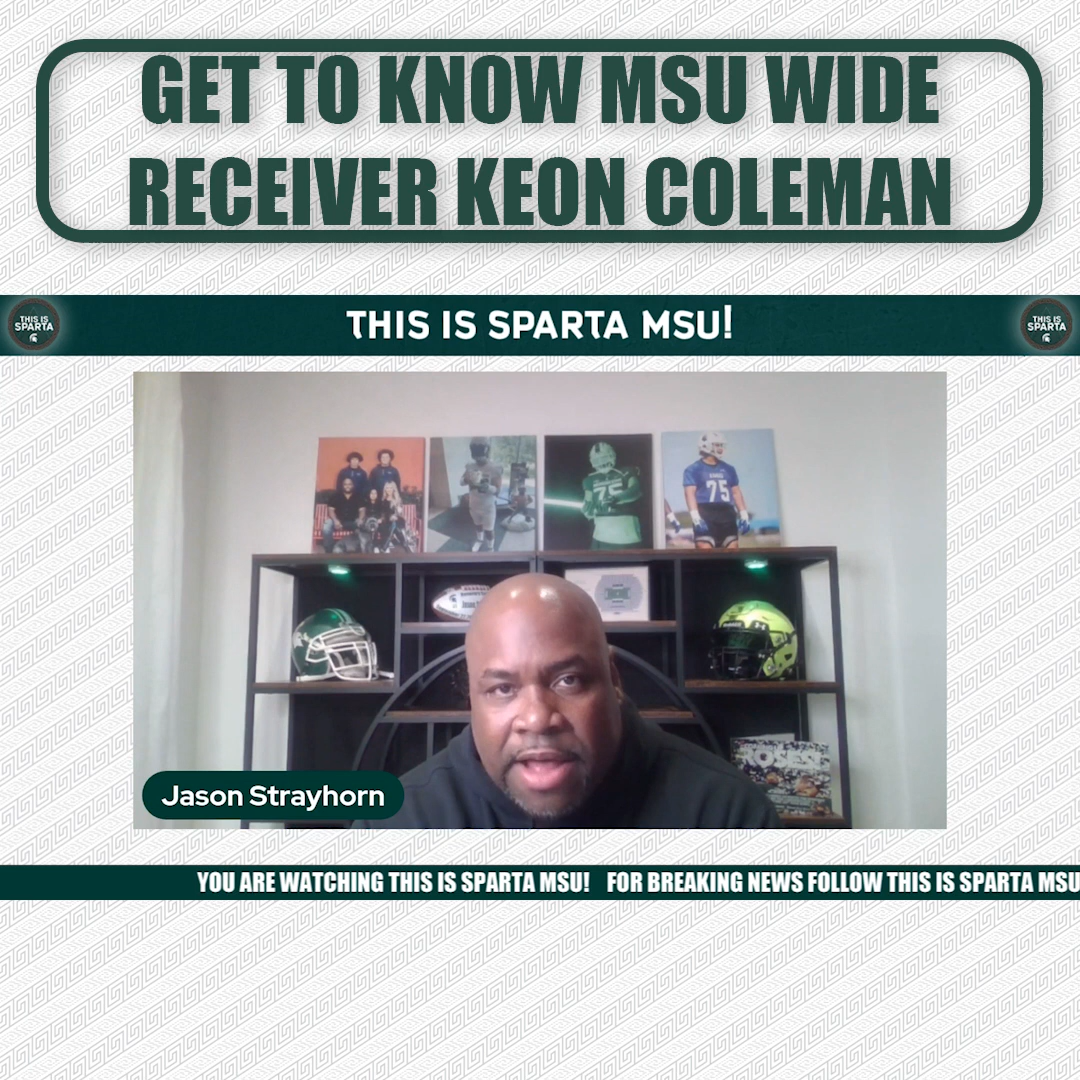 GET TO KNOW MSU WIDE
RECEIVER KEON COLEMAN
THIS IS
SPARTA
THIS IS SPARTA MSU!
THIS IS
SPARTA
75
75
Jason Strayhorn
YOU ARE WATCHING THIS IS SPARTA MSU! FOR BREAKING NEWS FOLLOW THIS IS SPARTA MSU